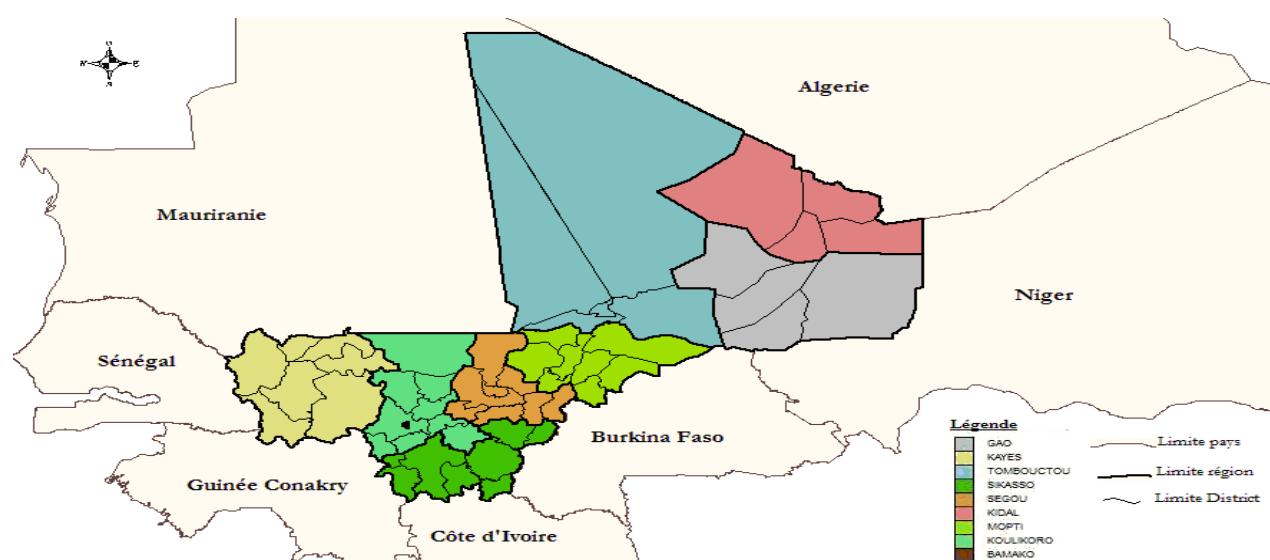 Algerie
Mauriranie
Niger
Sénégal
Burkina Faso
Guinée Conakry
Côte d'Ivoire
Légende
GAO
KAYES
TOMBOUCTOU
SIKASSO
SEGOU
KIDAL
MOPTI
KOULIKORO
BAMAKO
Limite pays
Limite région
Limite District